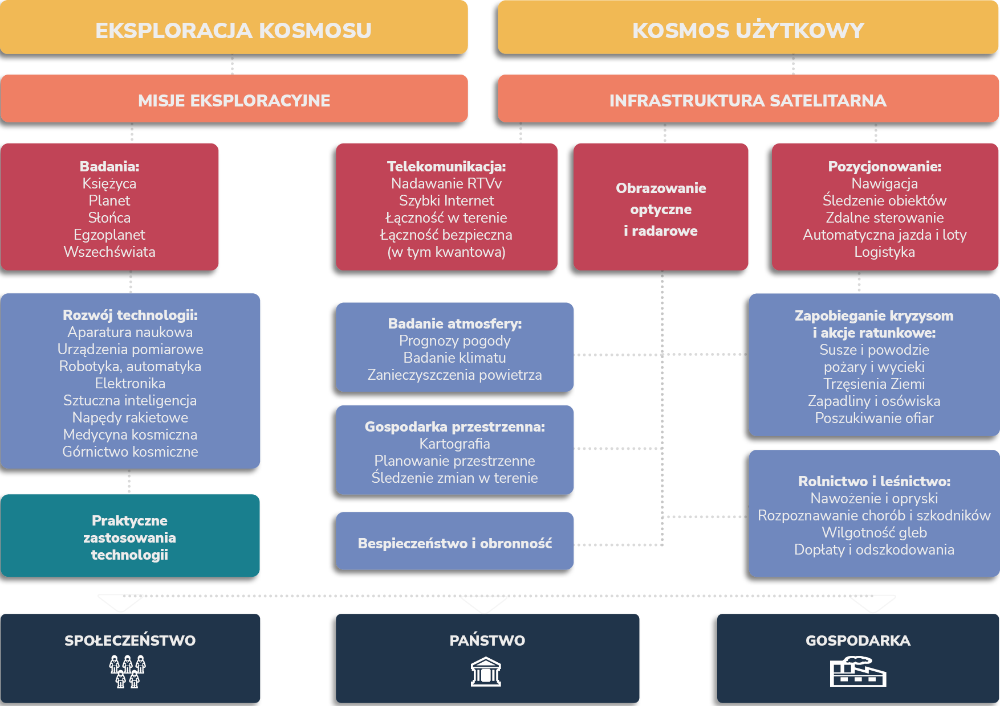 EKSPLORACJA KOSMOSU
KOSMOS UŻYTKOWY
MISJE EKSPLORACYJNE
INFRASTRUKTURA SATELITARNA
Badania:
Księżyca
Planet
Słońca
Egzoplanet
Wszechświata
Telekomunikacja:
Nadawanie RTVv
Szybki Internet
Łączność w terenie
Łączność bezpieczna
(w tym kwantowa)
Obrazowanie
optyczne
i radarowe
Pozycjonowanie:
Nawigacja
Śledzenie obiektów
Zdalne sterowanie
Automatyczna jazda i loty
Logistyka
Rozwój technologii:
Aparatura naukowa
Urządzenia pomiarowe
Robotyka, automatyka
Elektronika
Sztuczna inteligencja
Napędy rakietowe
Medycyna kosmiczna
Górnictwo kosmiczne
Badanie atmosfery:
Prognozy pogody
Badanie klimatu
Zanieczyszczenia powietrza
Zapobieganie kryzysom
i akcje ratunkowe:
Susze i powodzie
pożary i wycieki
Trzęsienia Ziemi
Zapadliny i osówiska
Poszukiwanie ofiar
Gospodarka przestrzenna:
Kartografia
Planowanie przestrzenne
Śledzenie zmian w terenie
Rolnictwo i leśnictwo:
Nawożenie i opryski
Rozpoznawanie chorób i szkodników
Wilgotność gleb
Dopłaty i odszkodowania
Praktyczne
zastosowania
technologii
Bespieczeństwo i obronność
SPOŁECZEŃSTWO
PAŃSTWO
GOSPODARKA